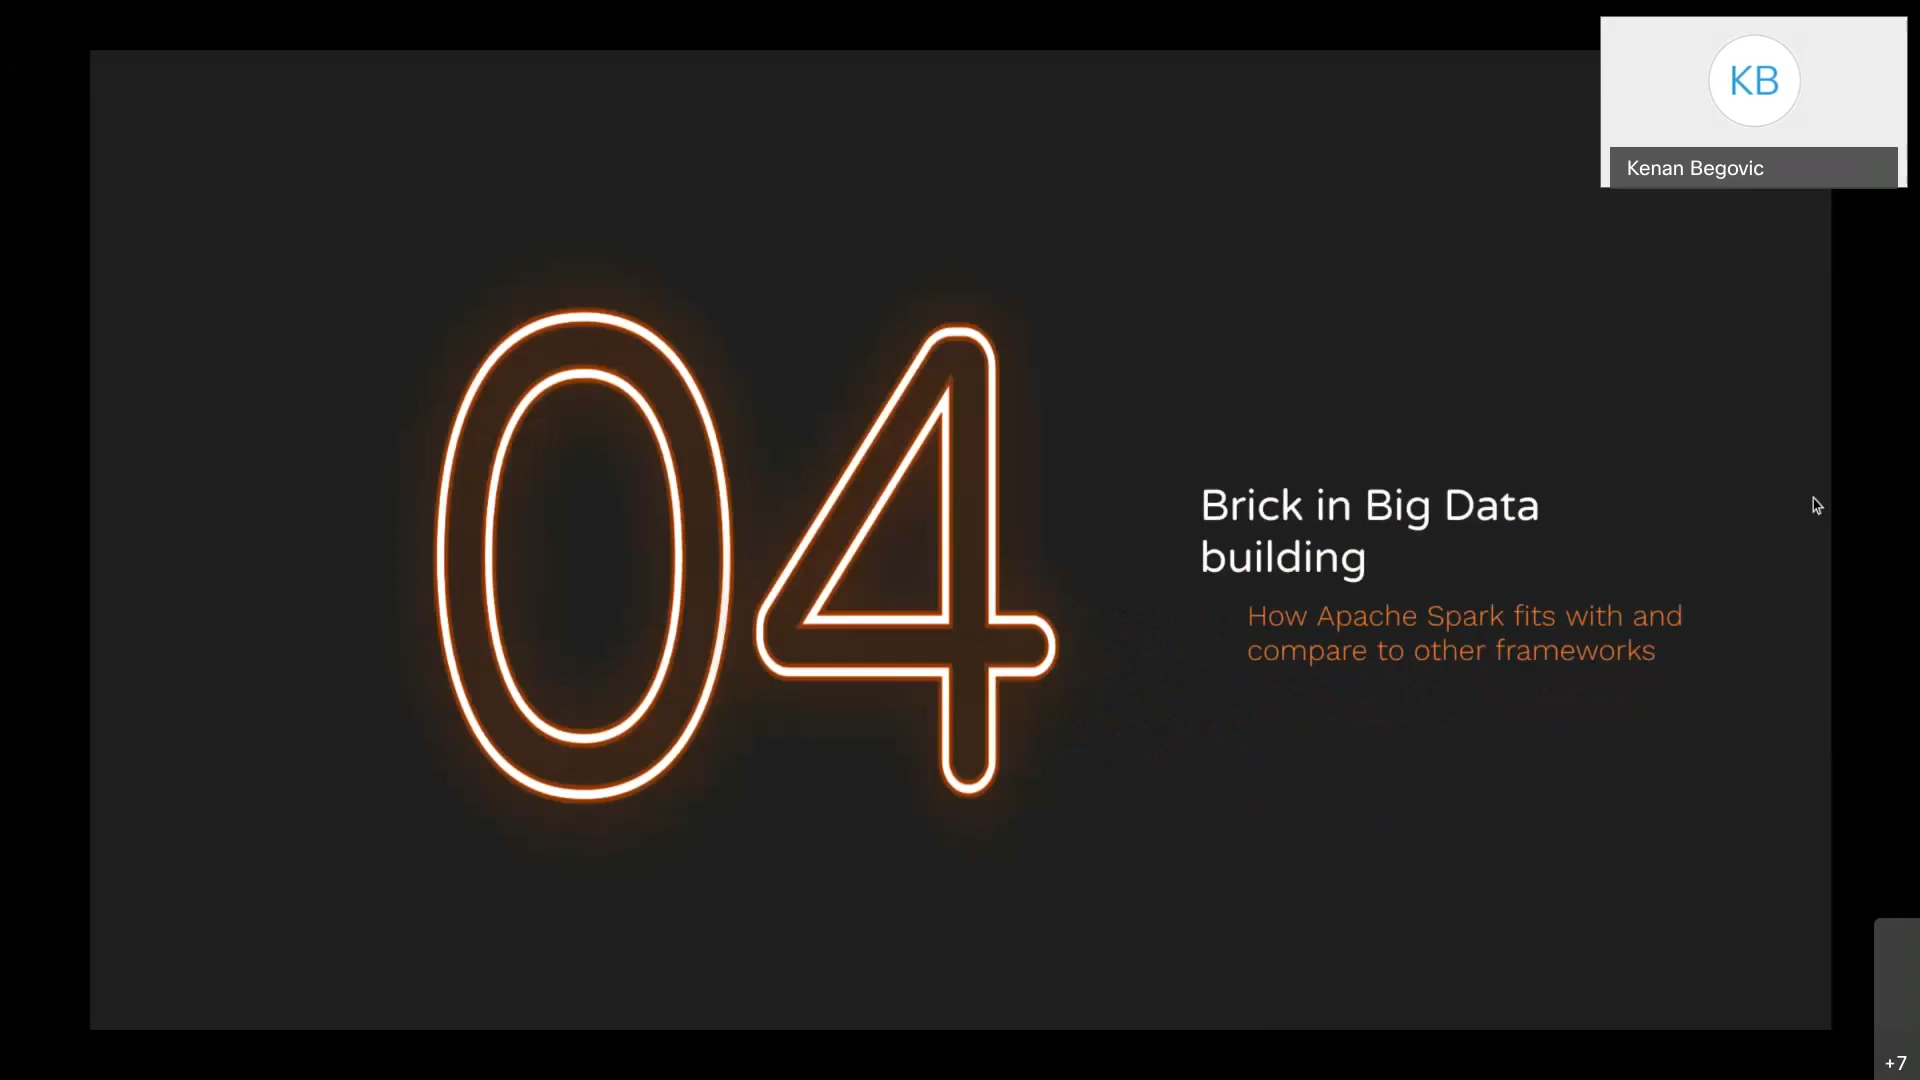 KB
Kenan Begovic
04
Brick in Big Data
building
How Apache Spark fits with and
compare to other frameworks
+7